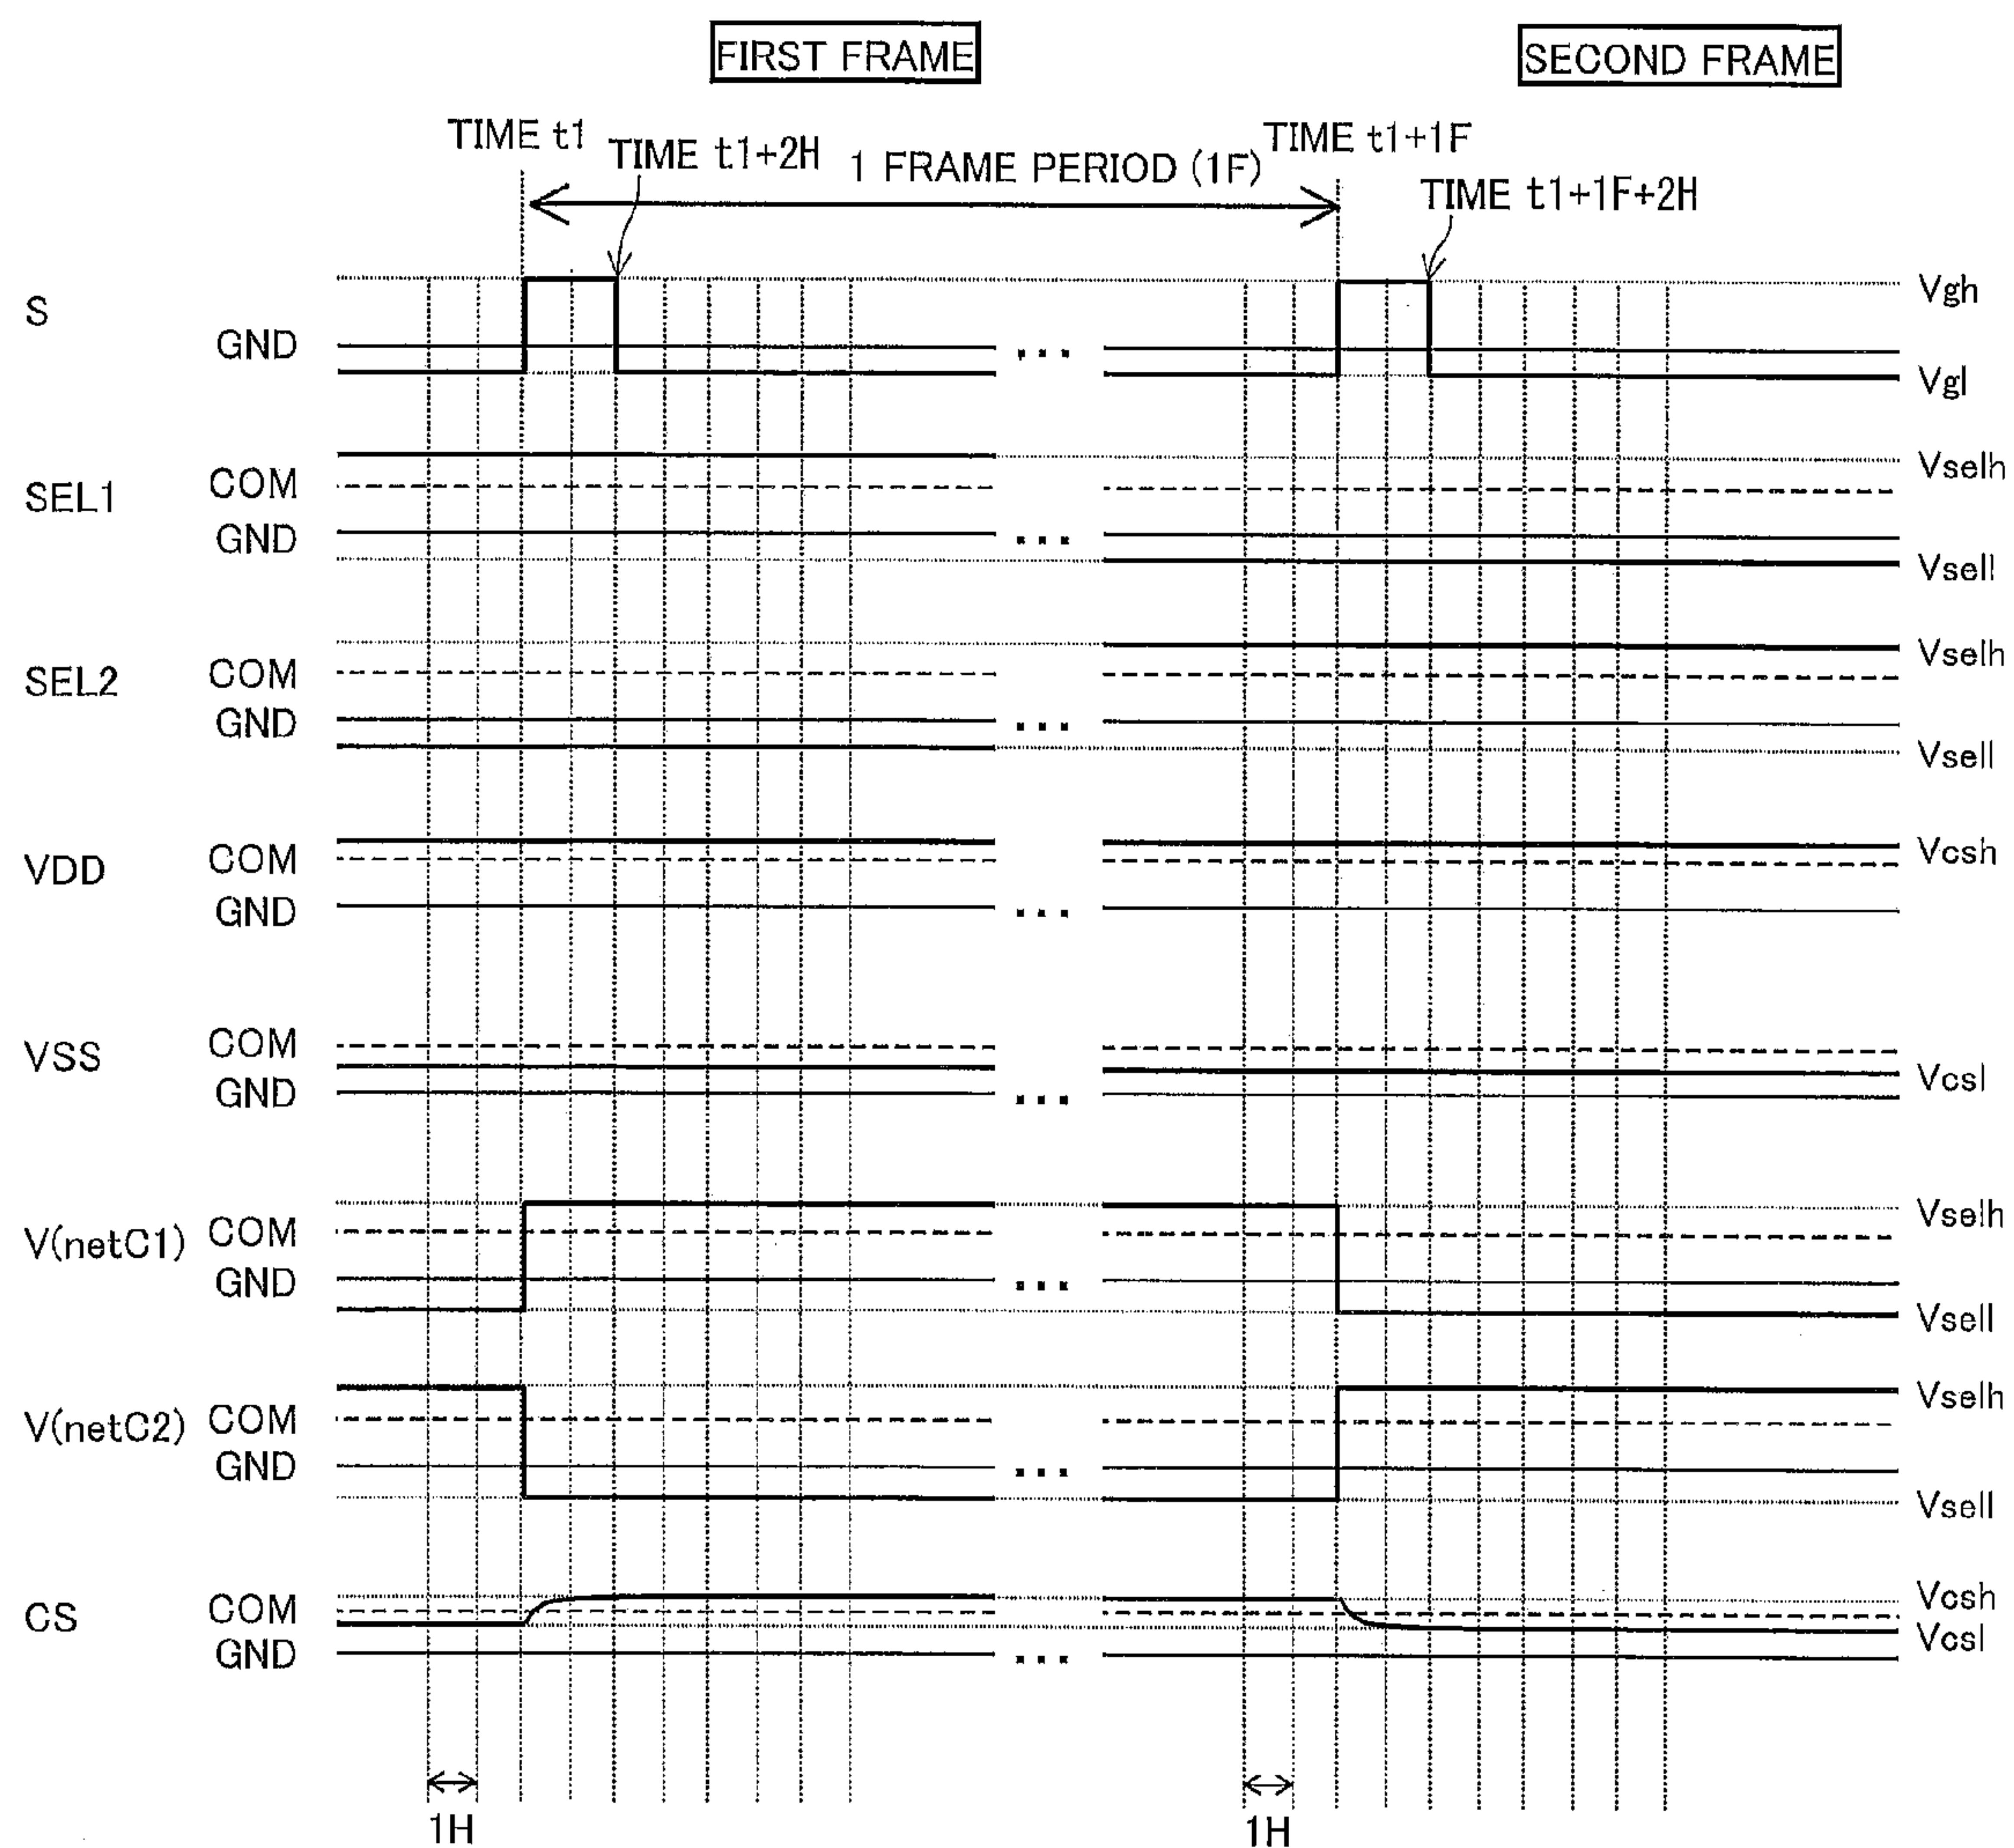 FIRST FRAME
SECOND FRAME
TIME t1
TIME t1+2H
1 FRAME PERIOD (1F)
TIME t1+1F
TIME t1+1F+2H
S
GND
...
Vgh
Vgl
SEL1
COM
GND
...
Vselh
Vsell
SEL2
COM
GND
...
Vselh
Vsell
VDD
COM
GND
...
Vcsh
VSS
COM
GND
...
Vcsl
V(netC1)
COM
GND
...
Vselh
Vsell
V(netC2)
COM
GND
...
Vselh
Vsell
CS
COM
GND
...
Vcsh
Vcsl
1H
1H